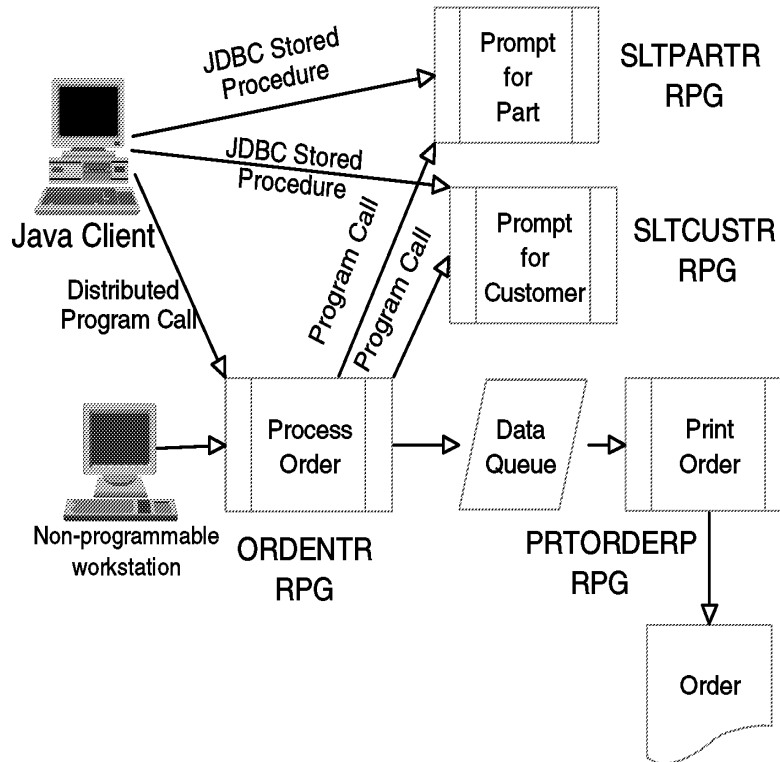 JDBC Stored
Procedure
Prompt
for
Part
SLTPARTR
RPG
JDBC Stored
Procedure
Java Client
Program Call
Program Call
Prompt
for
Customer
SLTCUSTR
RPG
Distributed
Program Call
Process
Order
Data
Queue
Print
Order
Non-programmable
workstation
ORDENTR
RPG
PRTORDERP
RPG
Order